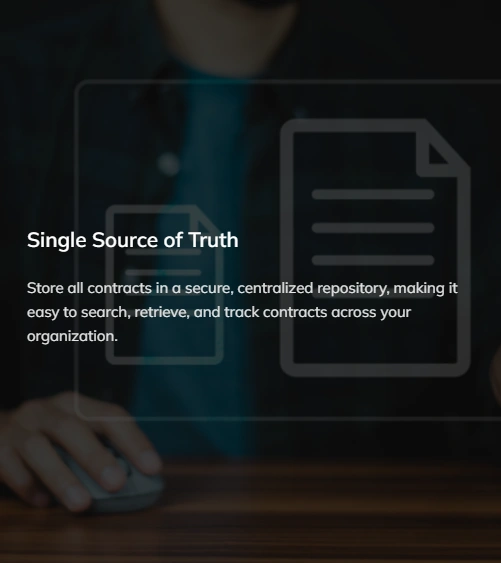 Single Source of Truth
Store all contracts in a secure, centralized repository, making it
easy to search, retrieve, and track contracts across your
organization.